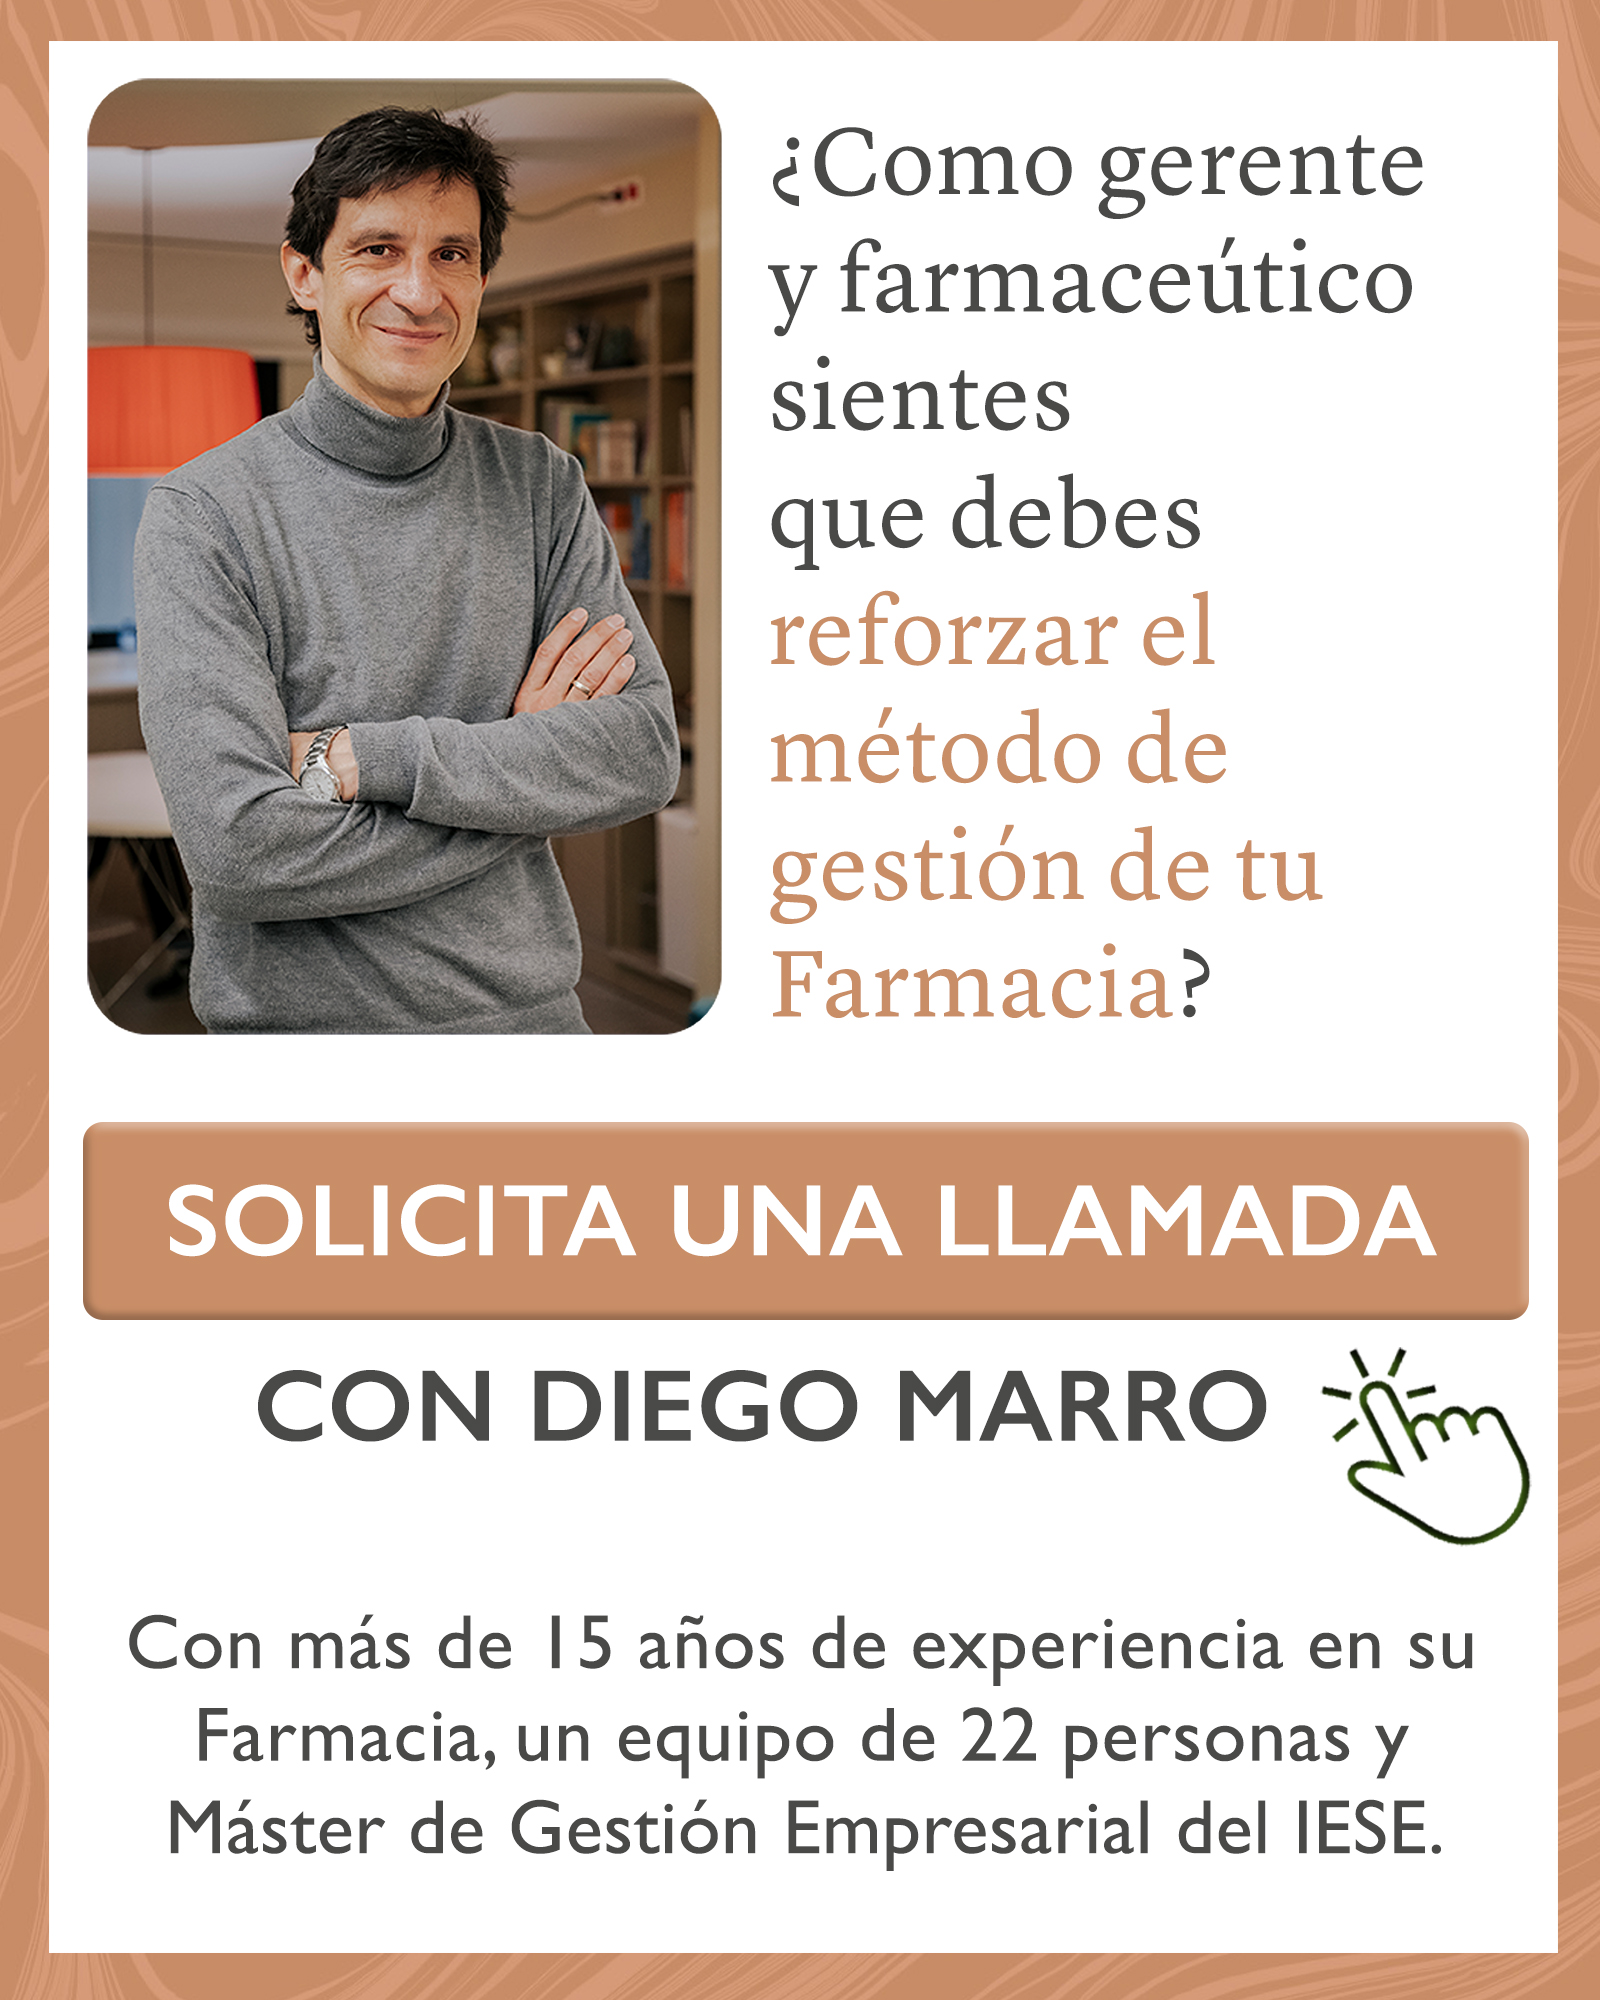 ¿Como gerente
y farmaceútico
sientes
que debes
reforzar el
método de
gestión de tu
Farmacia?
SOLICITA UNA LLAMADA
CON DIEGO MARRO
Con más de 15 años de experiencia en su
Farmacia, un equipo de 22 personas y
Máster de Gestión Empresarial del IESE.